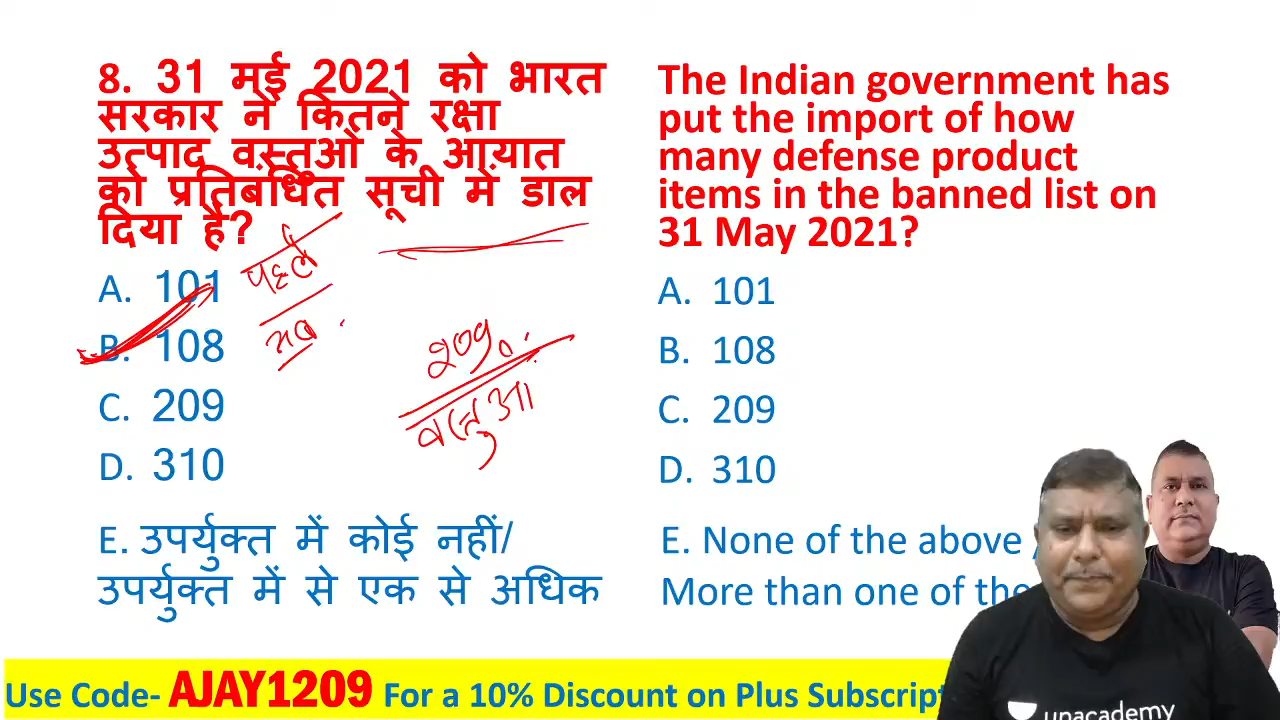 8. 31 मई 2021 को भारत
सरकार ने कितने रक्षा
उत्पाद वस्तुओं के आयात
को प्रतिबंधित सूची में डाल
दिया है?
A. 101
B. 108
C. 209
D. 310
E. उपर्युक्त में कोई नहीं/
उपर्युक्त में से एक से अधिक
पहले
अब
209
वस्तुओं
The Indian government has
put the import of how
many defense product
items in the banned list on
31 May 2021?
A. 101
B. 108
C. 209
D. 310
E. None of the above /
More than one of the
Use Code- AJAY1209 For a 10% Discount on Plus Subscript
unacademy